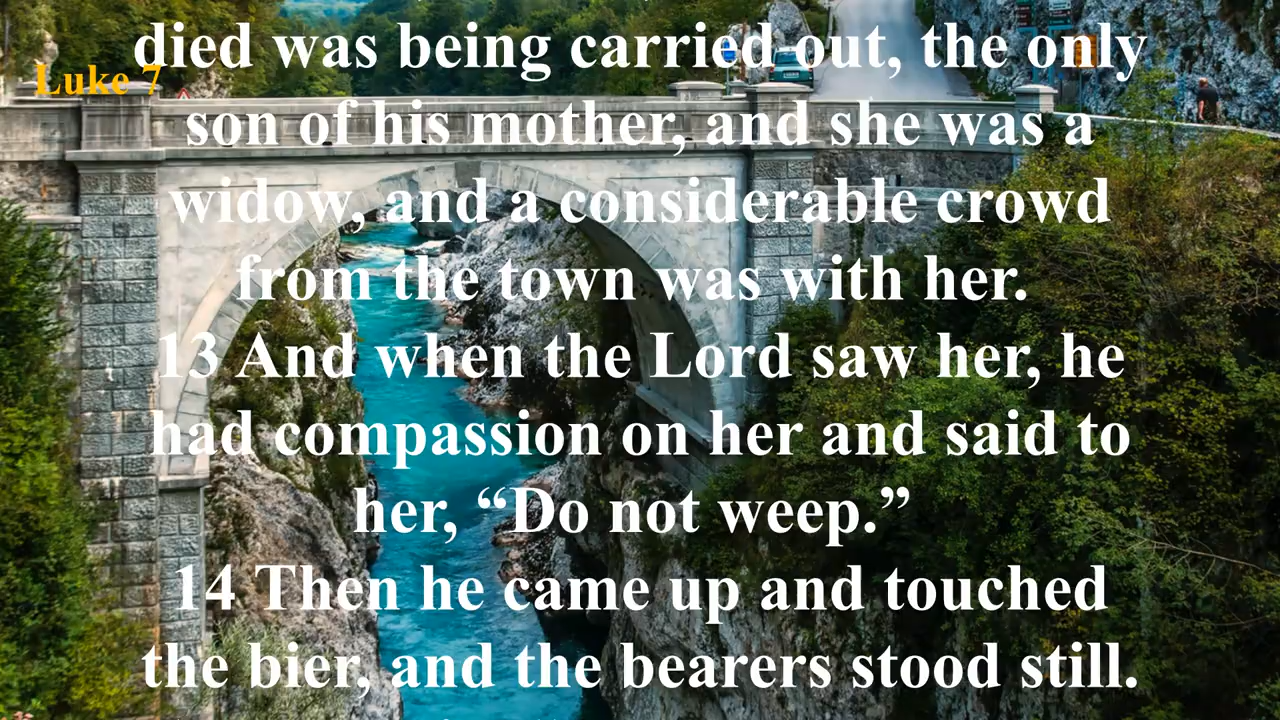 died was being carried out, the only
Luke 7
son of his mother, and she was a
widow, and a considerable crowd
from the town was with her.
13 And when the Lord saw her, he
had compassion on her and said to
her, “Do not weep.”
14 Then he came up and touched
the bier, and the bearers stood still.